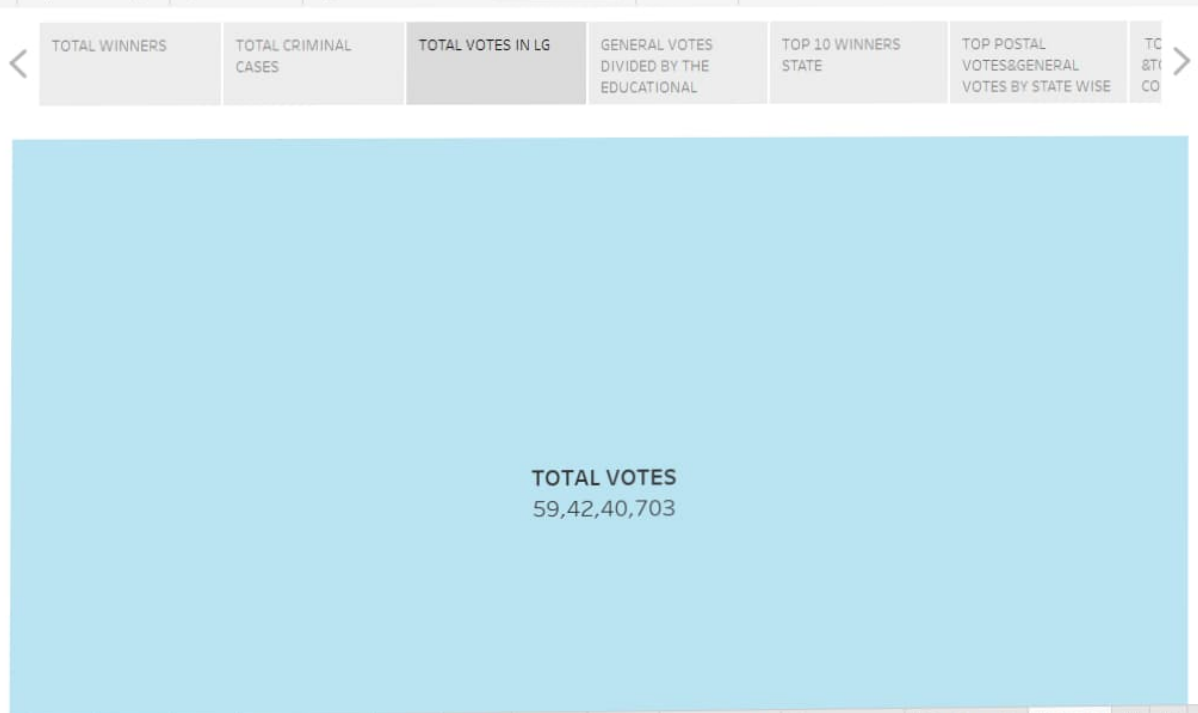 TOTAL WINNERS
TOTAL CRIMINAL
CASES
TOTAL VOTES IN LG
GENERAL VOTES
DIVIDED BY THE
EDUCATIONAL
TOP 10 WINNERS
STATE
TOP POSTAL
VOTES&GENERAL
VOTES BY STATE WISE
TOTAL VOTES
59,42,40,703